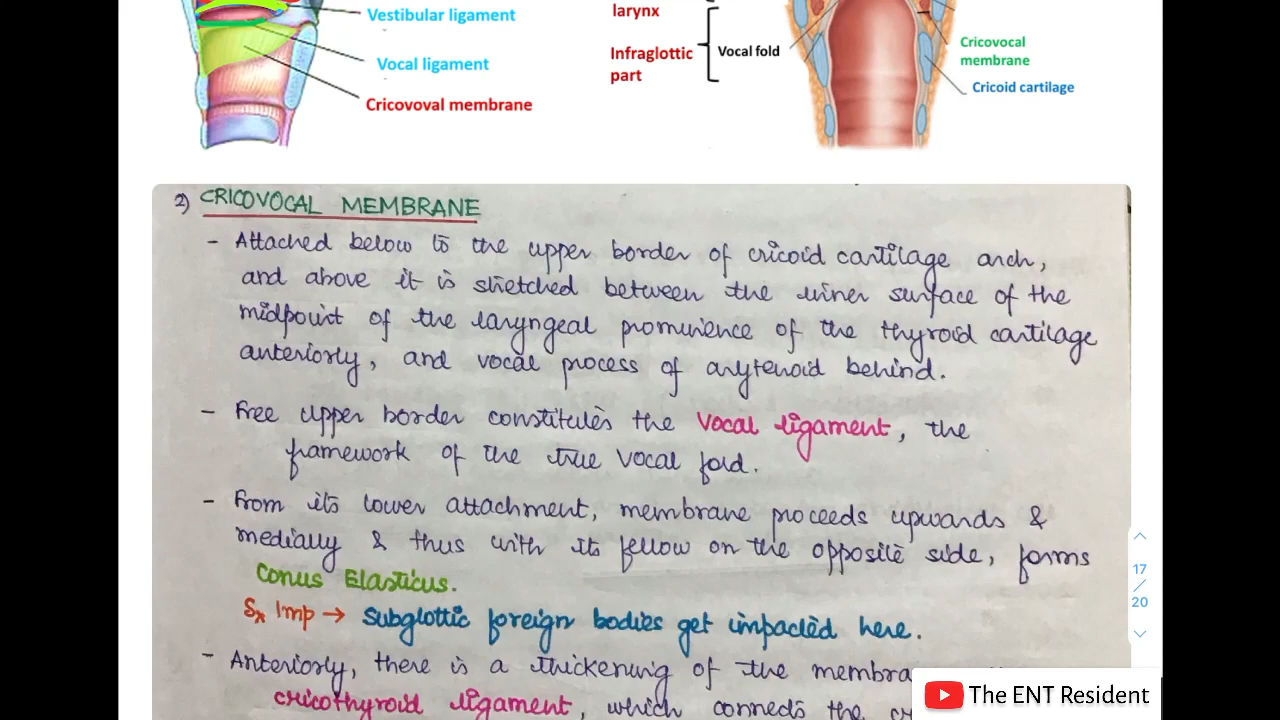 Vestibular ligament
Vocal ligament
Cricovoval membrane
larynx
Infraglottic
part
Vocal fold
Cricovocal
membrane
Cricoid cartilage
2) CRICOVOCAL MEMBRANE
- Attached below to the upper border of cricoid cartilage arch,
and above it is stretched between the inner surface of the
midpoint of the laryngeal prominence of the thyroid cartilage
anteriorly, and vocal process of arytenoid behind.
- Free upper border constitutes the vocal ligament, the
framework of the true vocal fold.
- From its lower attachment, membrane proceeds upwards &
medially & thus with its fellow on the opposite side, forms
Conus Elasticus.
Sx Imp → Subglottic foreign bodies get impacted here.
- Anteriorly, there is a thickening of the
cricothyroid ligament, which connects the
17
/
20
The ENT Resident